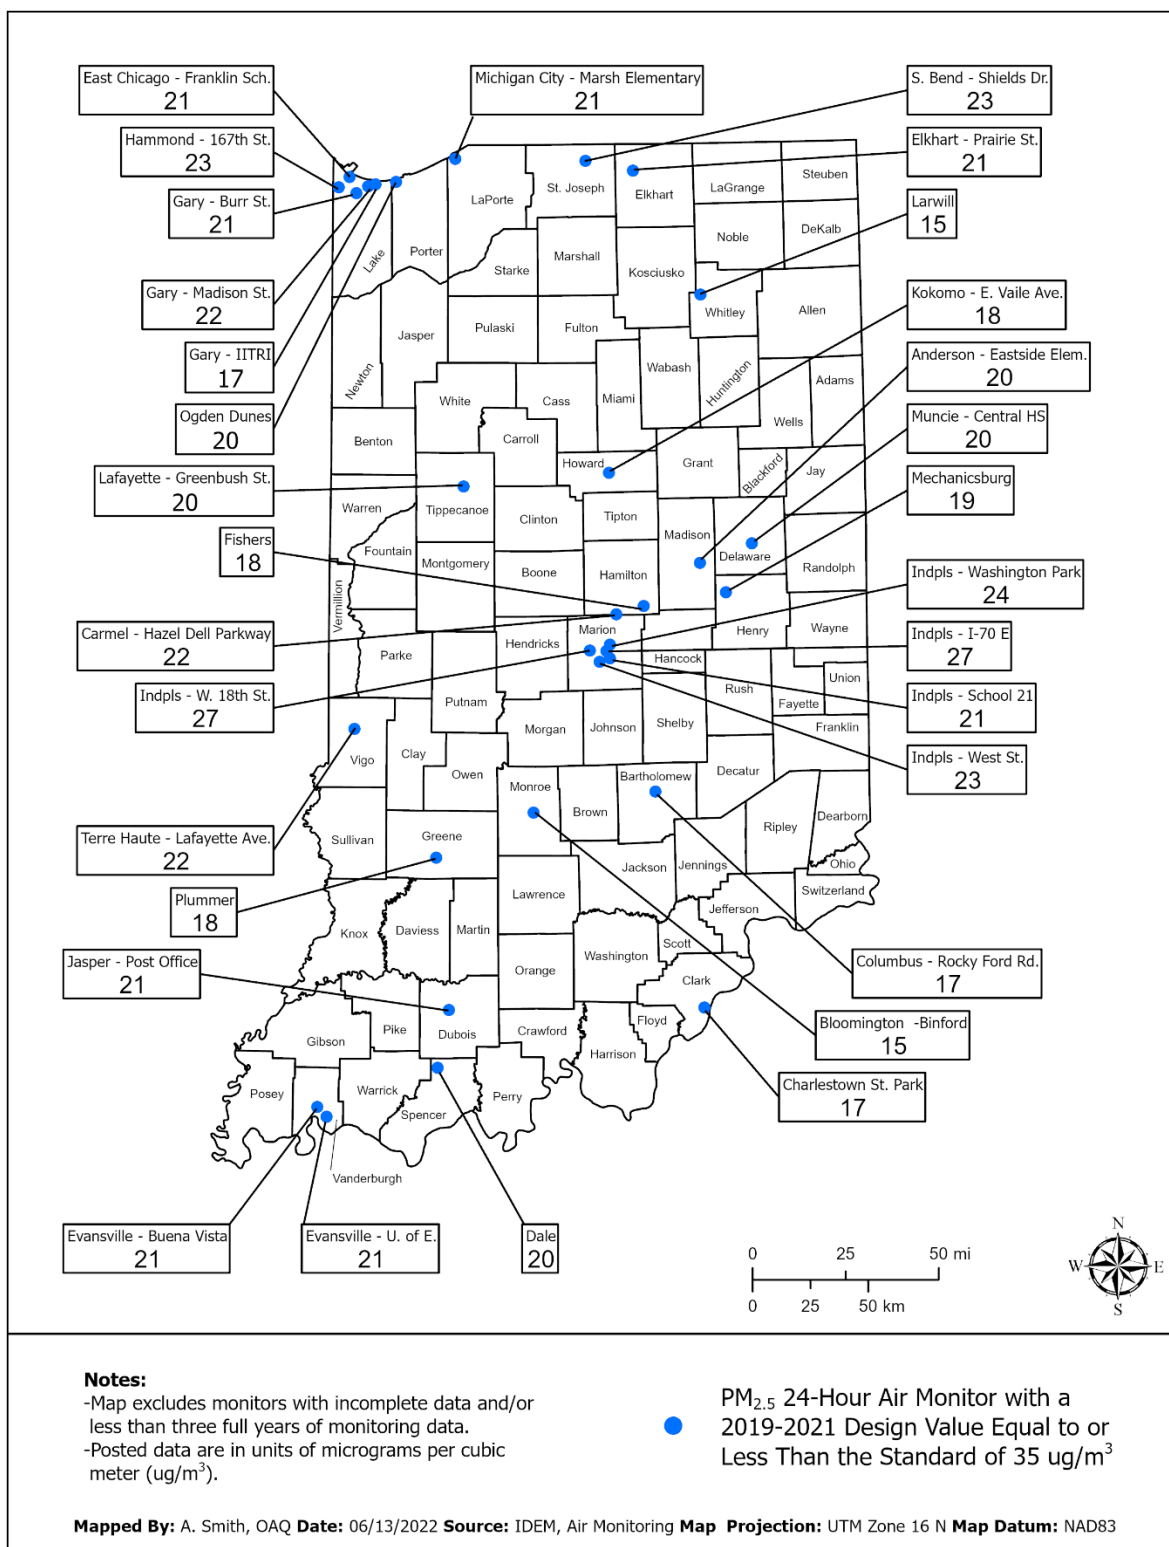 East Chicago - Franklin Sch.
21
Michigan City - Marsh Elementary
21
S. Bend - Shields Dr.
23
Hammond - 167th St.
23
Elkhart - Prairie St.
21
Gary - Burr St.
21
Larwill
15
Gary - Madison St.
22
Kokomo - E. Vaile Ave.
18
Gary - IITRI
17
Anderson - Eastside Elem.
20
Ogden Dunes
20
Muncie - Central HS
20
Lafayette - Greenbush St.
20
Mechanicsburg
19
Fishers
18
Indpls - Washington Park
24
Carmel - Hazel Dell Parkway
22
Indpls - I-70 E
27
Indpls - W. 18th St.
27
Indpls - School 21
21
Indpls - West St.
23
Terre Haute - Lafayette Ave.
22
Plummer
18
Jasper - Post Office
21
Columbus - Rocky Ford Rd.
17
Bloomington -Binford
15
Charlestown St. Park
17
Evansville - Buena Vista
21
Evansville - U. of E.
21
Dale
20
Lake
Porter
LaPorte
St. Joseph
Elkhart
LaGrange
Steuben
Noble
DeKalb
Starke
Marshall
Kosciusko
Whitley
Allen
Newton
Jasper
Pulaski
Fulton
Wabash
Huntington
Adams
Wells
Benton
White
Cass
Miami
Carroll
Howard
Grant
Blackford
Jay
Warren
Tippecanoe
Clinton
Tipton
Madison
Delaware
Randolph
Fountain
Montgomery
Boone
Hamilton
Vermillion
Parke
Hendricks
Marion
Hancock
Henry
Wayne
Putnam
Morgan
Johnson
Shelby
Rush
Fayette
Union
Franklin
Vigo
Clay
Owen
Monroe
Brown
Bartholomew
Decatur
Ripley
Dearborn
Ohio
Switzerland
Sullivan
Greene
Lawrence
Jackson
Jennings
Jefferson
Knox
Daviess
Martin
Orange
Washington
Scott
Clark
Floyd
Harrison
Gibson
Pike
Dubois
Crawford
Posey
Warrick
Spencer
Perry
Vanderburgh
0 25 50 mi
0 25 50 km
N
W E
S
Notes:
-Map excludes monitors with incomplete data and/or
less than three full years of monitoring data.
-Posted data are in units of micrograms per cubic
meter (ug/m³).
PM₂.₅ 24-Hour Air Monitor with a
2019-2021 Design Value Equal to or
Less Than the Standard of 35 ug/m³
Mapped By: A. Smith, OAQ Date: 06/13/2022 Source: IDEM, Air Monitoring Map Projection: UTM Zone 16 N Map Datum: NAD83